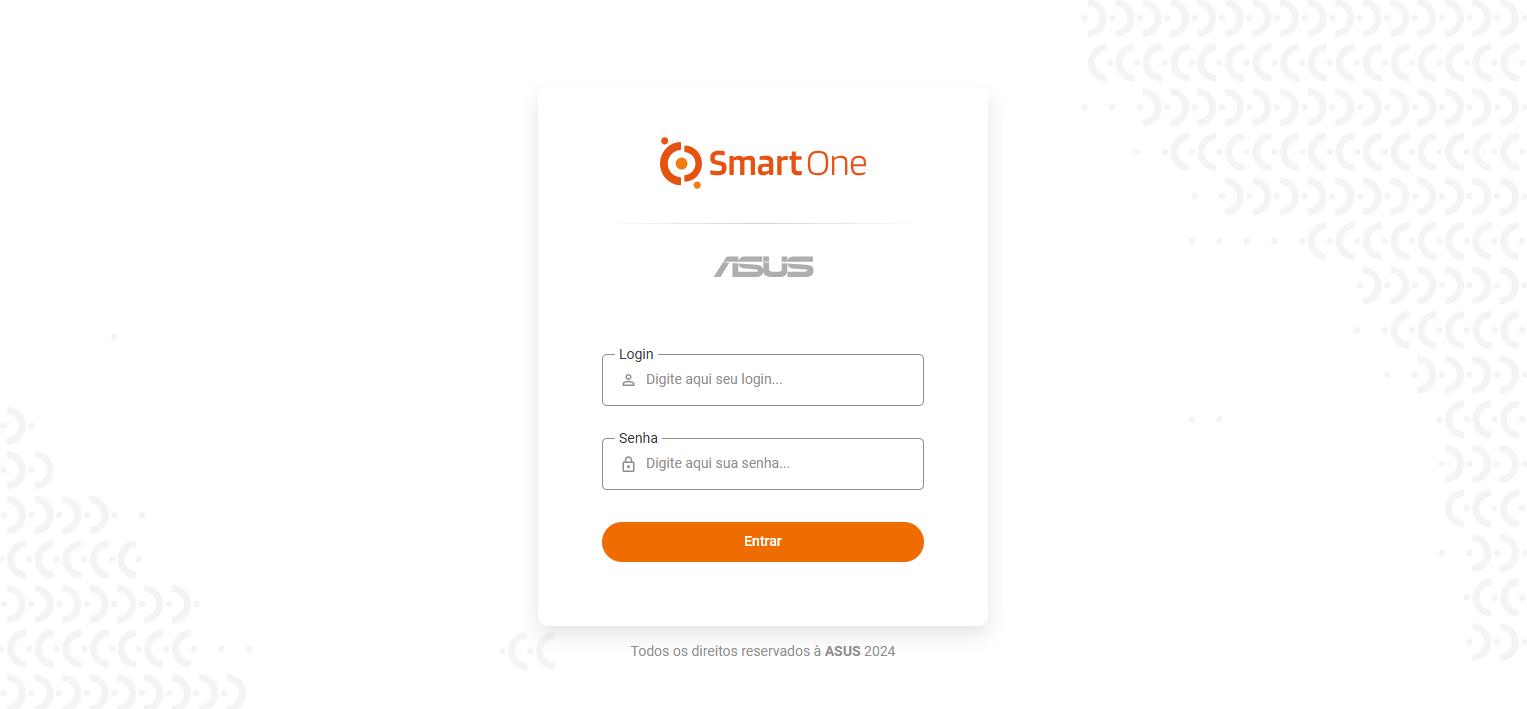 Smart One
ASUS
Login
Digite aqui seu login...
Senha
Digite aqui sua senha...
Entrar
Todos os direitos reservados à ASUS 2024